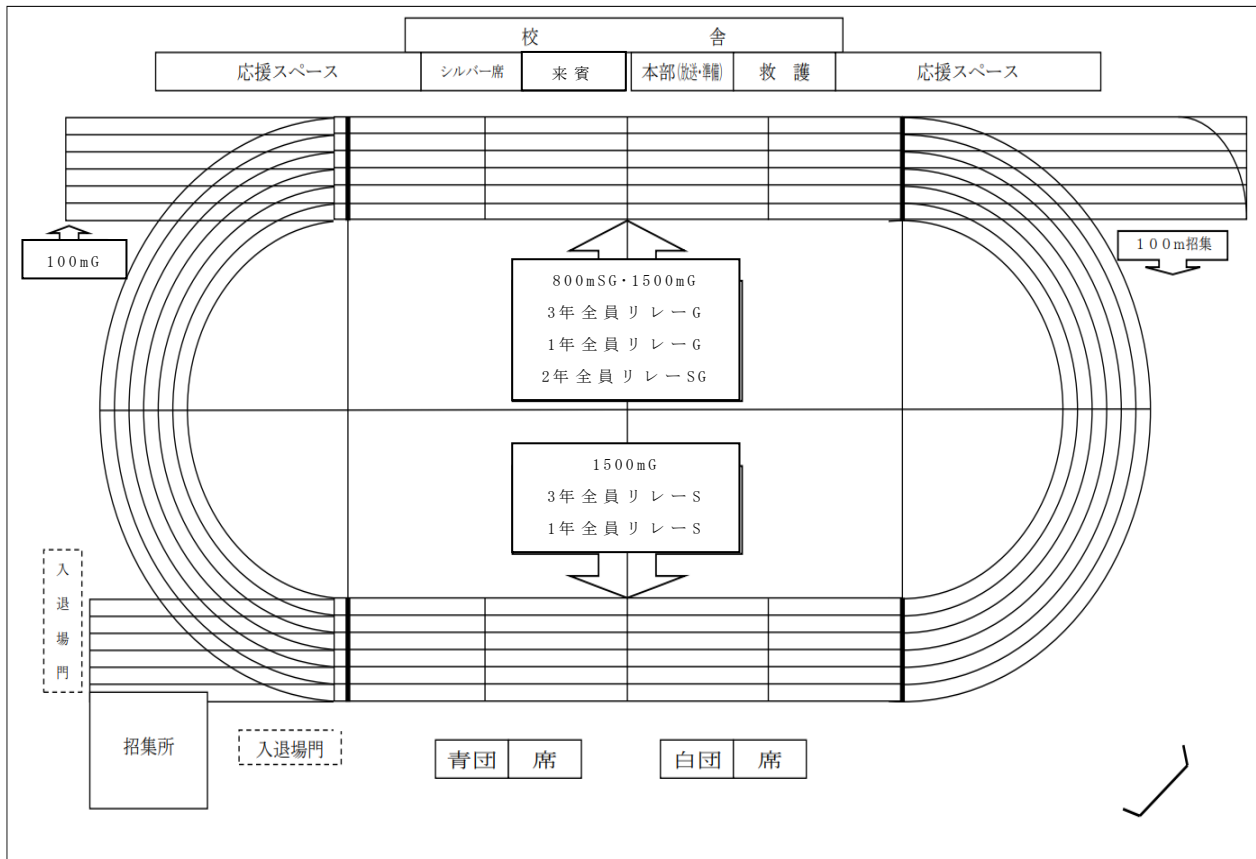 校舎
応援スペース
シルバー席
来賓
本部(放送・準備)
救護
応援スペース
100mG
100m招集
800mSG・1500mG
3年全員リレーG
1年全員リレーG
2年全員リレーSG
1500mG
3年全員リレーS
1年全員リレーS
入退場門
招集所
入退場門
青団席
白団席